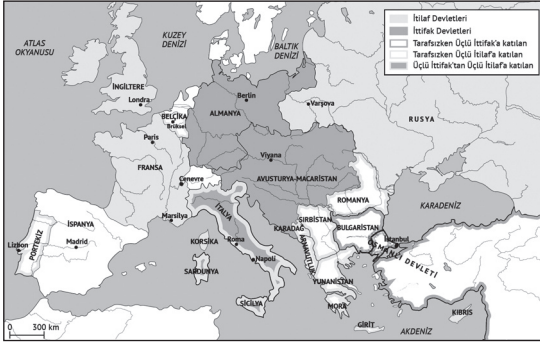 ATLAS
OKYANUSU
KUZEY
DENİZİ
BALTIK
DENİZİ
İtilaf Devletleri
İttifak Devletleri
Tarafsızken Üçlü İttifak'a katılan
Tarafsızken Üçlü İtilaf'a katılan
Üçlü İttifak'tan Üçlü İtilaf'a katılan
İNGİLTERE
Londra
BELÇİKA
Brüksel
Berlin
ALMANYA
Varşova
RUSYA
Paris
FRANSA
Viyana
AVUSTURYA-MACARİSTAN
Cenevre
Marsilya
İTALYA
ROMANYA
KARADENİZ
SIRBİSTAN
KARADAĞ
BULGARİSTAN
İstanbul
OSMANLI DEVLETİ
ARNAVUTLUK
İSPANYA
Madrid
PORTEKİZ
Lizbon
KORSİKA
Roma
Napoli
SARDUNYA
SİCİLYA
YUNANİSTAN
MORA
GİRİT
KIBRIS
AKDENİZ
0 300 km